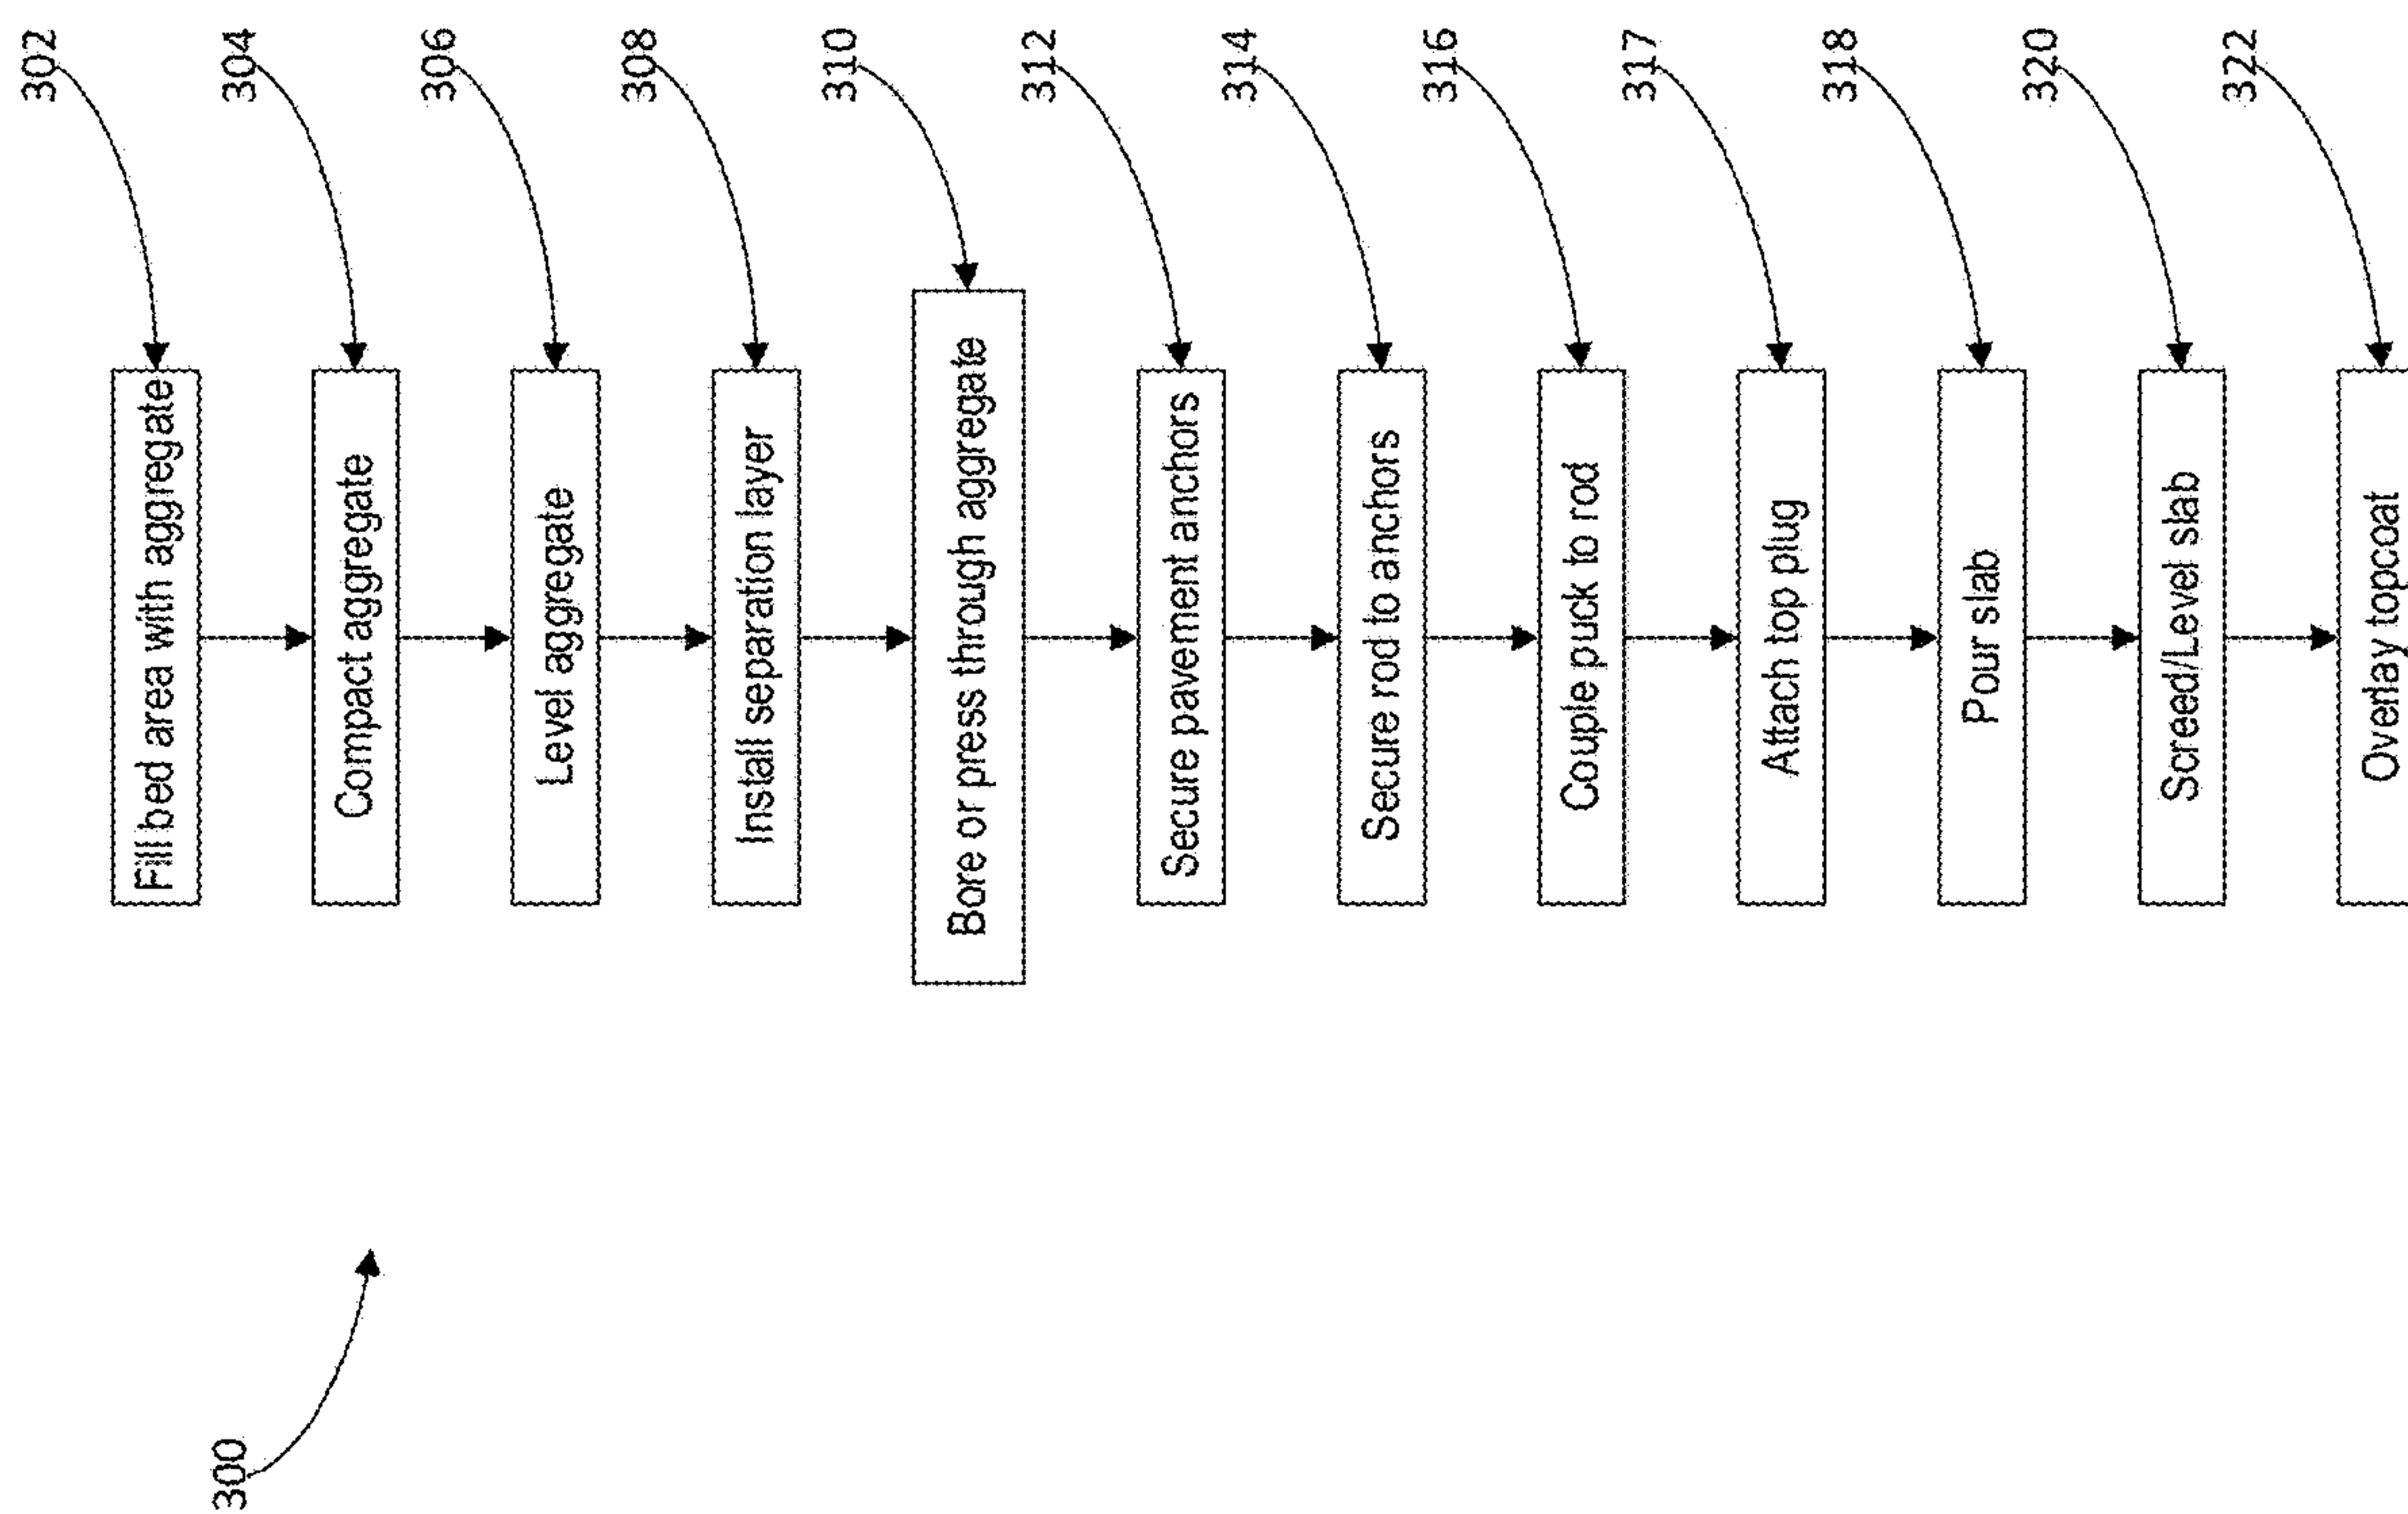 300
302
Fill bed area with aggregate
304
Compact aggregate
306
Level aggregate
308
Install separation layer
310
Bore or press through aggregate
312
Secure pavement anchors
314
Secure rod to anchors
316
Couple puck to rod
317
Attach top plug
318
Pour slab
320
Screed/Level slab
322
Overlay topcoat